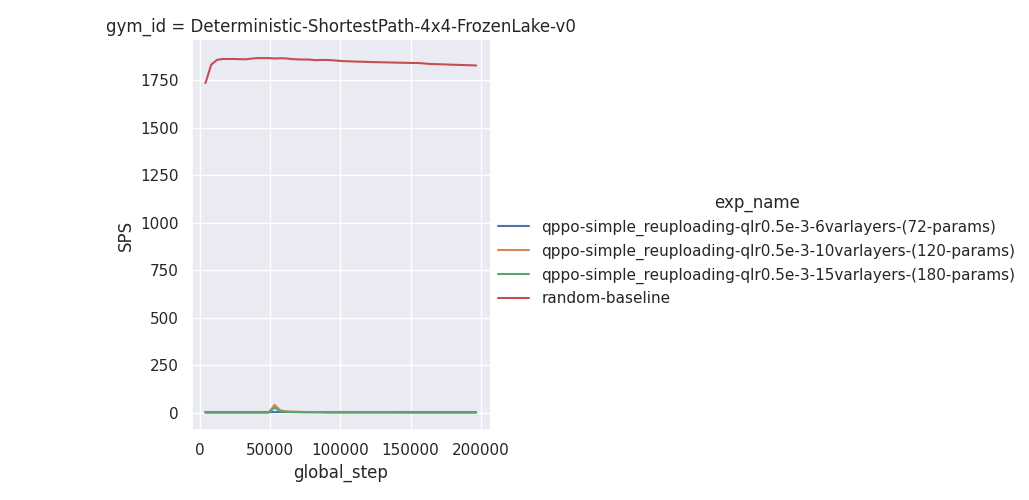 gym_id = Deterministic-ShortestPath-4x4-FrozenLake-v0
1750
1500
1250
1000
750
500
250
0
SPS
0 50000 100000 150000 200000
global_step
exp_name
qppo-simple_reuploading-qlr0.5e-3-6varlayers-(72-params)
qppo-simple_reuploading-qlr0.5e-3-10varlayers-(120-params)
qppo-simple_reuploading-qlr0.5e-3-15varlayers-(180-params)
random-baseline